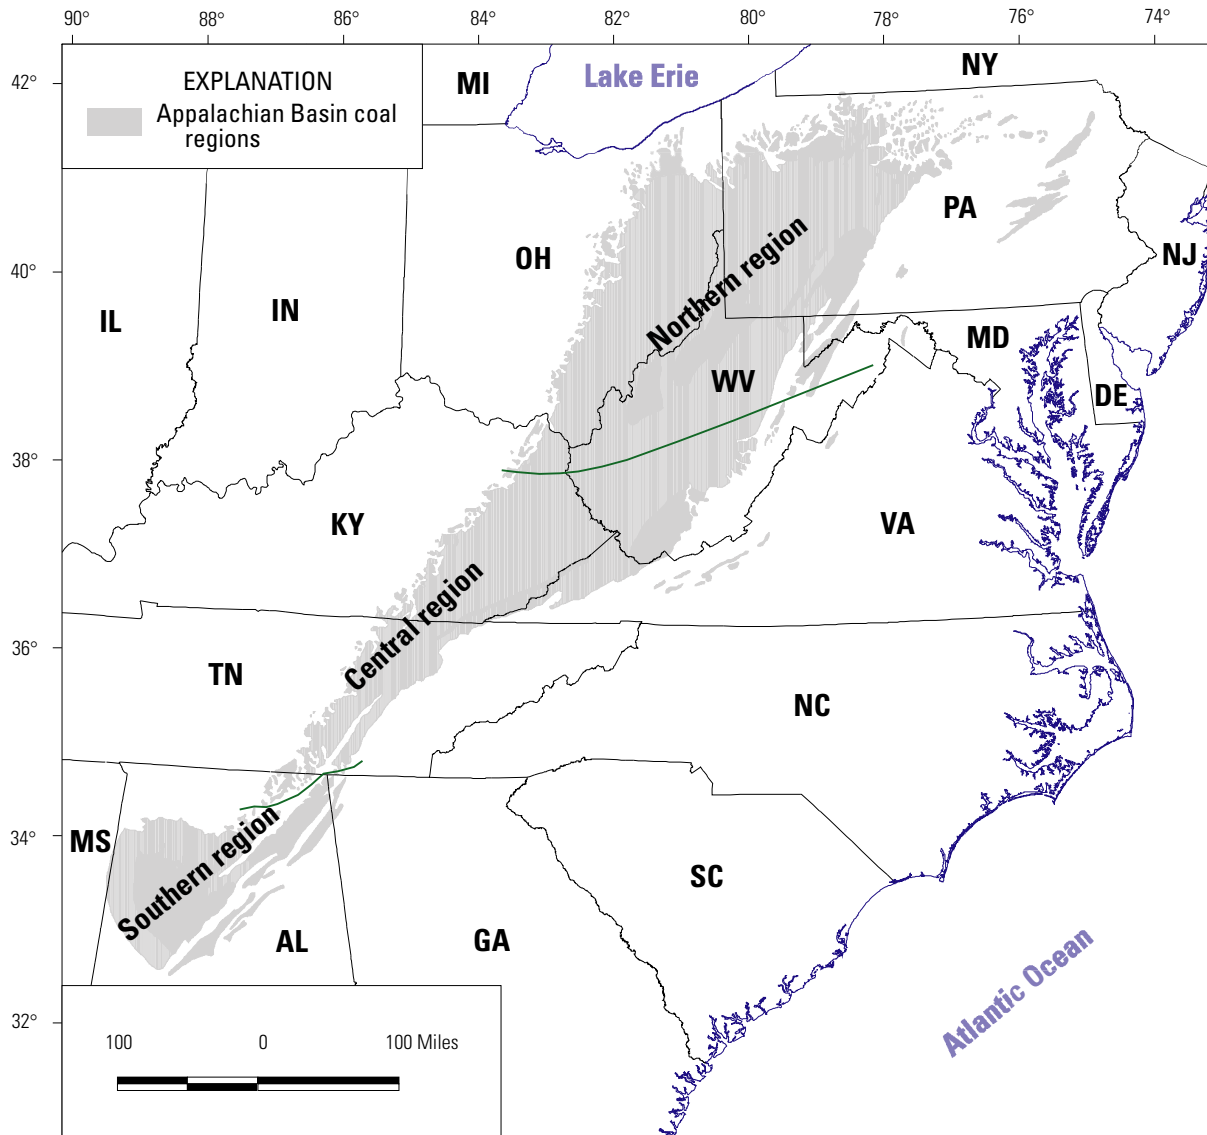 90° 88° 86° 84° 82° 80° 78° 76° 74°
42°
40°
38°
36°
34°
32°
EXPLANATION
Appalachian Basin coal
regions
MI
Lake Erie
NY
PA
OH
NJ
IN
IL
Northern region
MD
WV
DE
KY
VA
Central region
TN
NC
MS
Southern region
SC
AL
GA
Atlantic Ocean
100 0 100 Miles